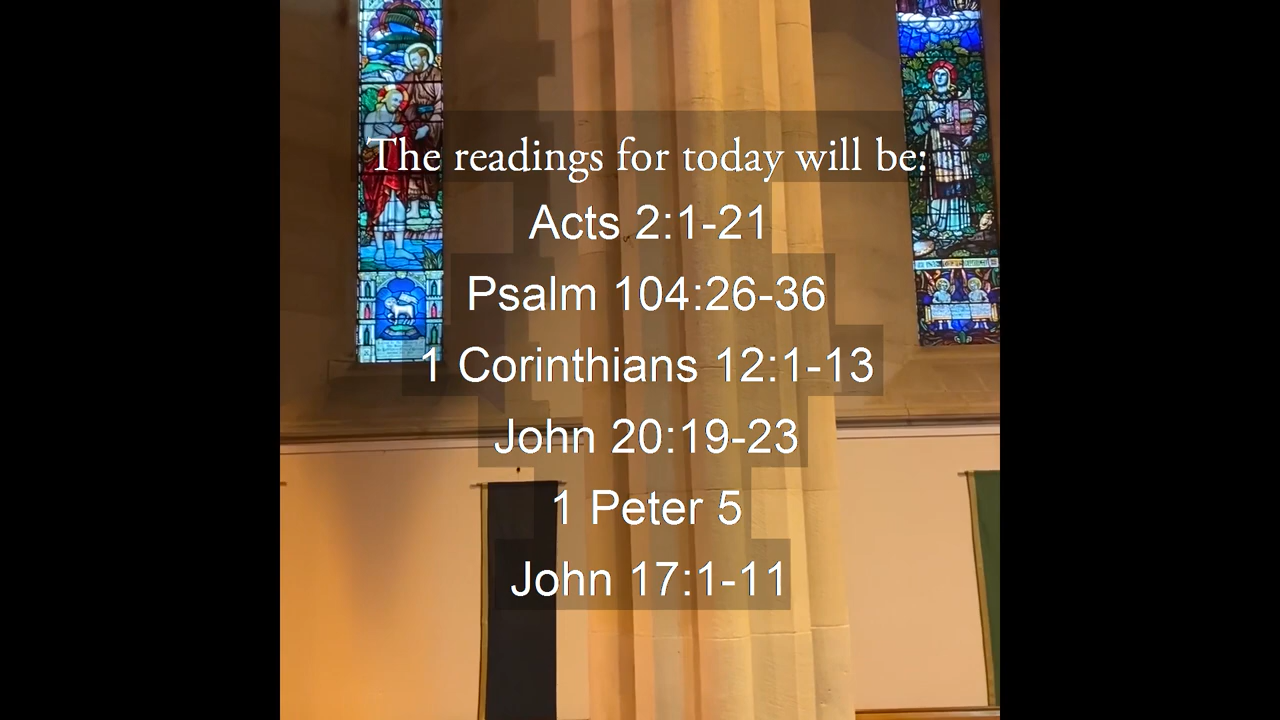 The readings for today will be:
Acts 2:1-21
Psalm 104:26-36
1 Corinthians 12:1-13
John 20:19-23
1 Peter 5
John 17:1-11